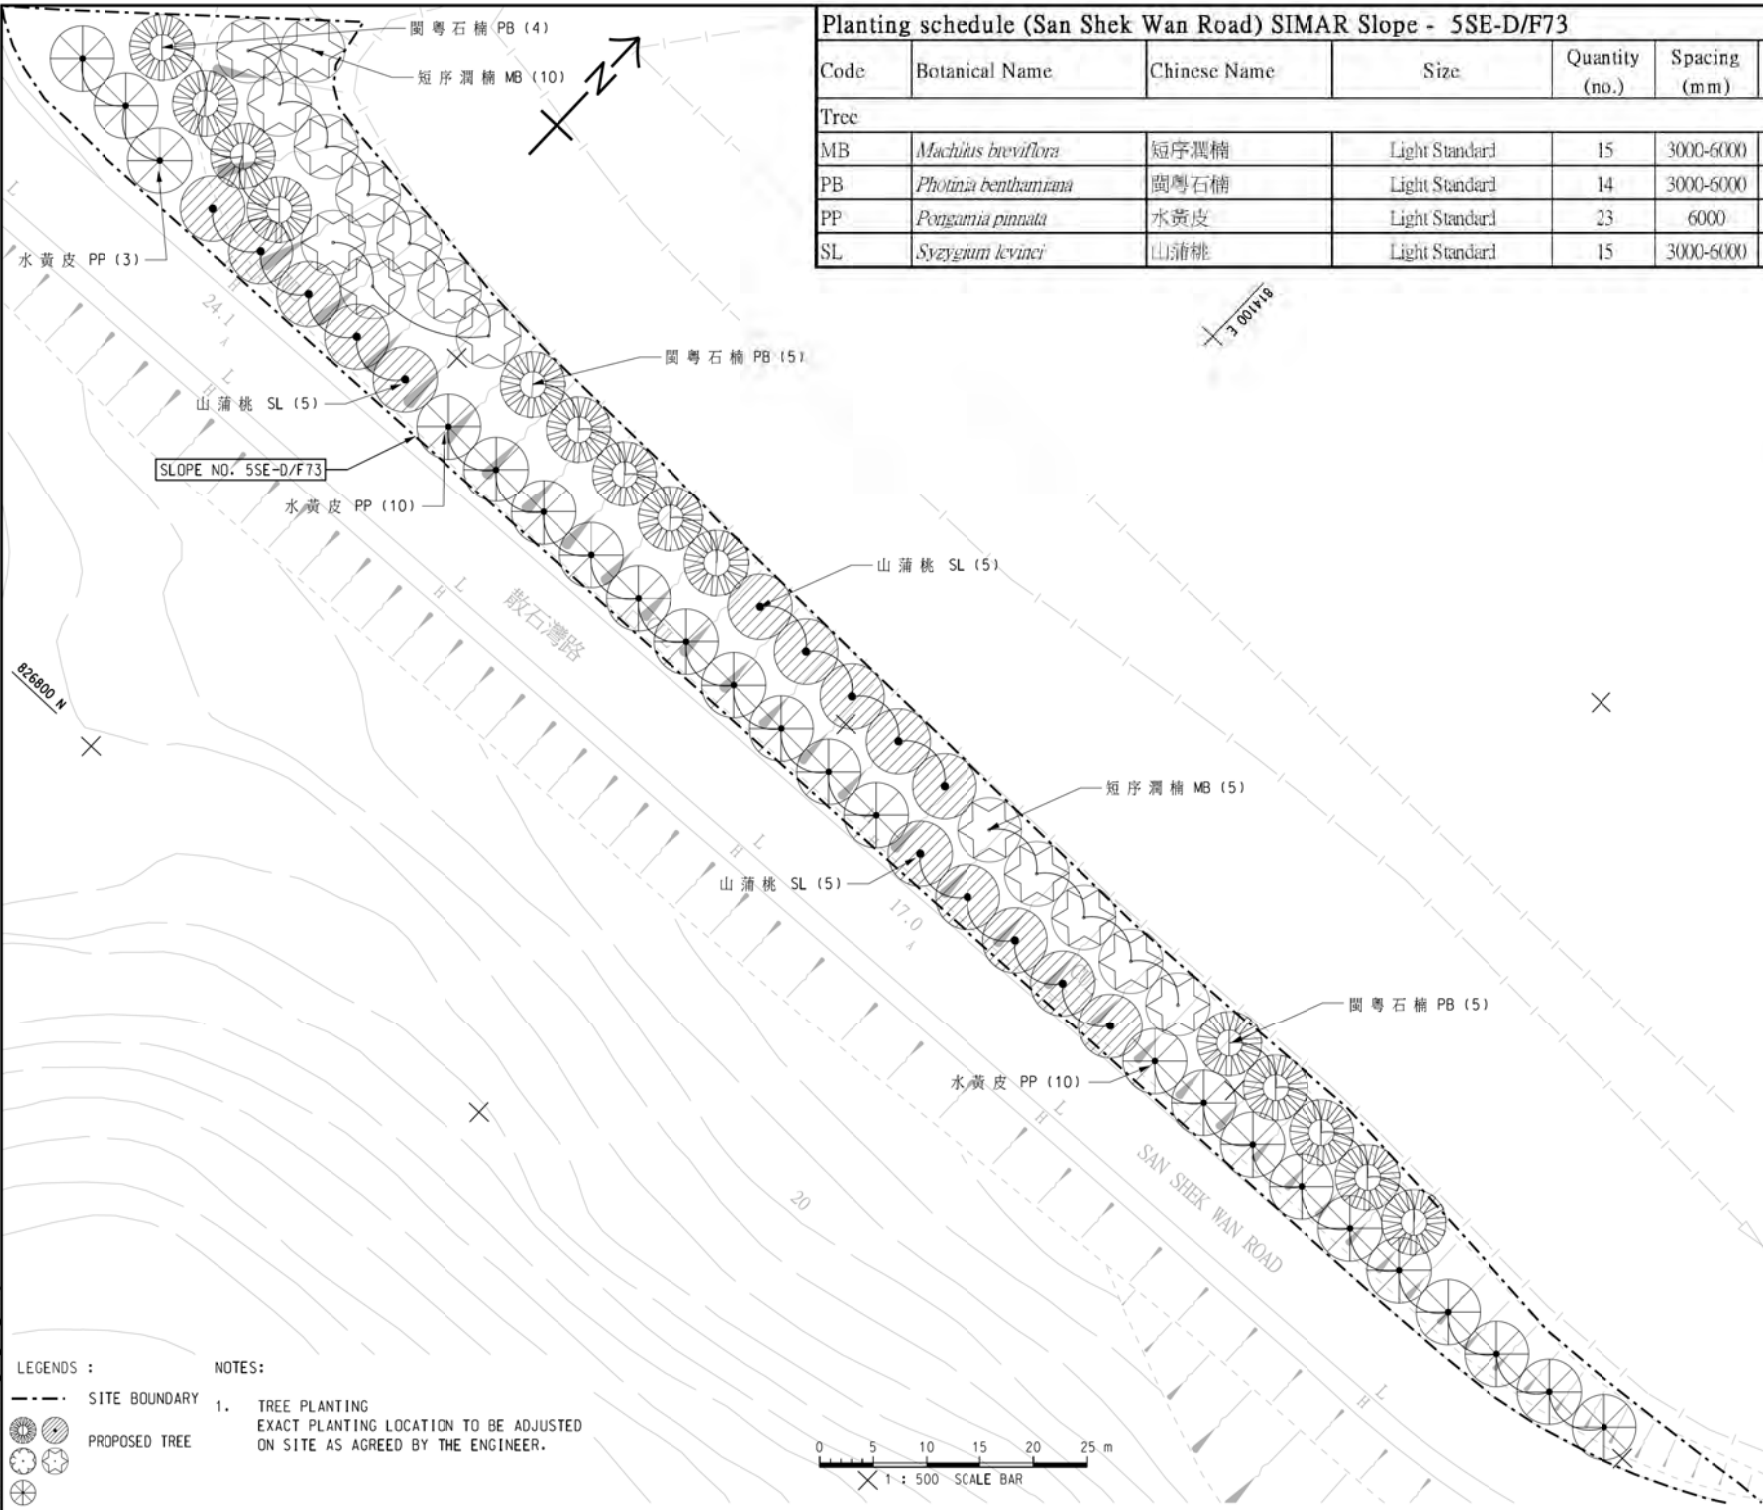 Planting schedule (San Shek Wan Road) SIMAR Slope - 5SE-D/F73
Code Botanical Name Chinese Name Size Quantity (no.) Spacing (mm)
Tree
MB Machilus breviflora 短序潤楠 Light Standard 15 3000-6000
PB Photinia benthamiana 閩粵石楠 Light Standard 14 3000-6000
PP Pongamia pinnata 水黃皮 Light Standard 23 6000
SL Syzygium levinei 山蒲桃 Light Standard 15 3000-6000
閩粵石楠 PB (4)
短序潤楠 MB (10)
N
水黃皮 PP (3)
24.1
814100 E
閩粵石楠 PB (5)
山蒲桃 SL (5)
SLOPE NO. 5SE-D/F73
水黃皮 PP (10)
山蒲桃 SL (5)
散石灣路
826800 N
短序潤楠 MB (5)
山蒲桃 SL (5)
17.0
閩粵石楠 PB (5)
水黃皮 PP (10)
SAN SHEK WAN ROAD
20
L
H
L
H
L
H
L
H
L
H
L
H
LEGENDS :
SITE BOUNDARY
PROPOSED TREE
NOTES:
1. TREE PLANTING
EXACT PLANTING LOCATION TO BE ADJUSTED
ON SITE AS AGREED BY THE ENGINEER.
0 5 10 15 20 25 m
1 : 500 SCALE BAR